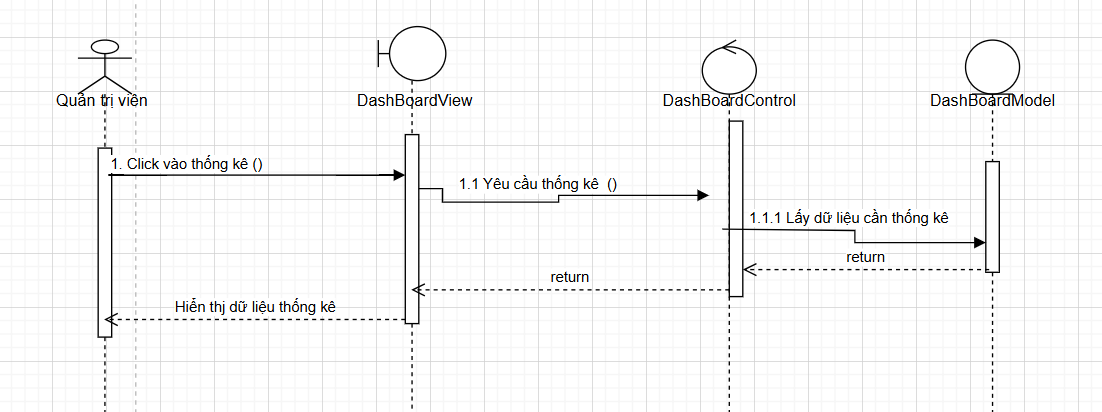 Quản trị viên
DashBoardView
DashBoardControl
DashBoardModel
1. Click vào thống kê ()
1.1 Yêu cầu thống kê ()
1.1.1 Lấy dữ liệu cần thống kê
return
return
Hiển thị dữ liệu thống kê